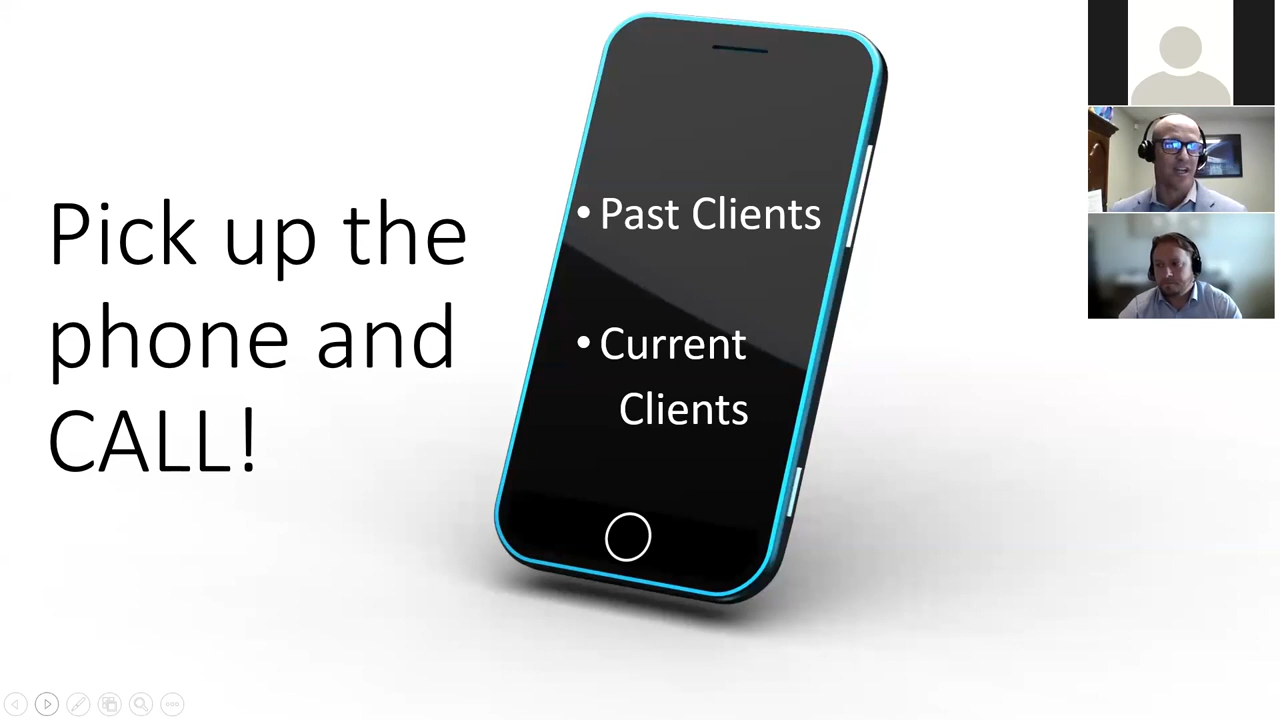 Pick up the
phone and
CALL!
• Past Clients
• Current
Clients